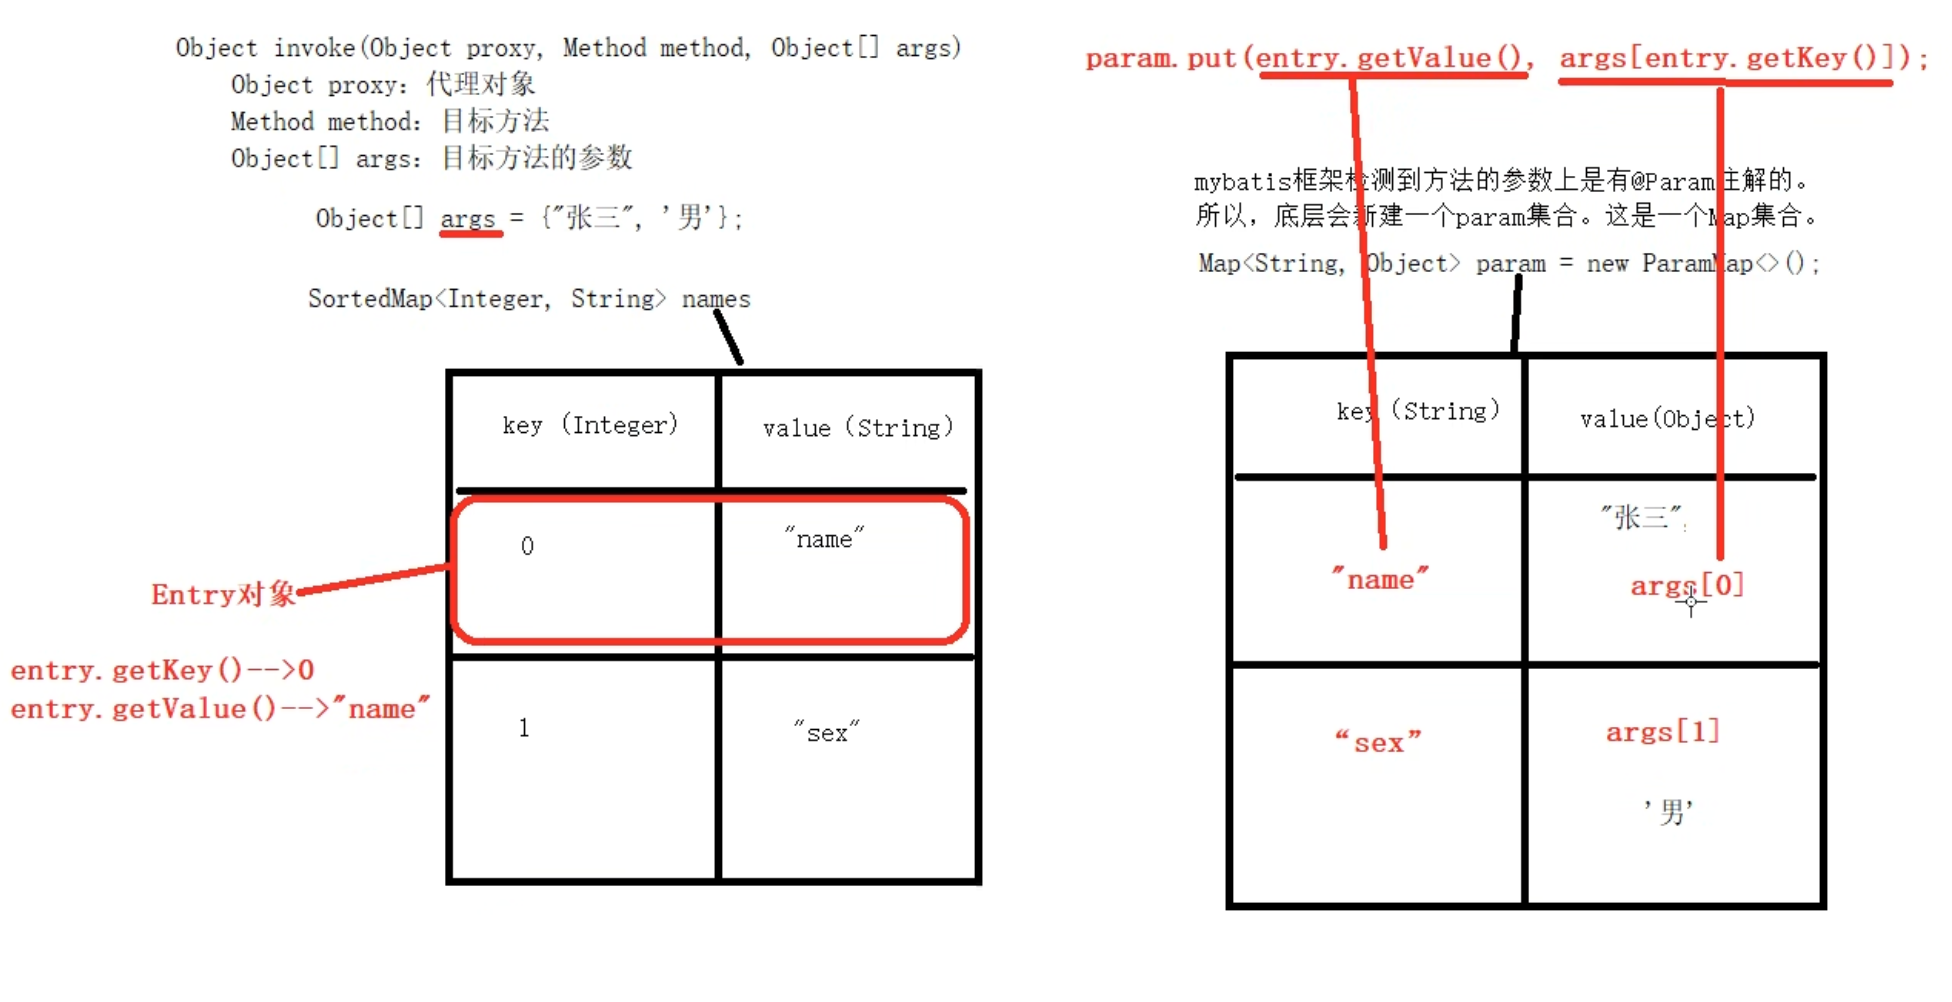 Object invoke(Object proxy, Method method, Object[] args)
Object proxy: 代理对象
Method method: 目标方法
Object[] args: 目标方法的参数
Object[] args = {"张三", '男'};
SortedMap<Integer, String> names
key (Integer)
value (String)
0
"name"
Entry对象
entry.getKey()-->0
entry.getValue()-->"name"
1
"sex"
param.put(entry.getValue(), args[entry.getKey()]);
mybatis框架检测到方法的参数上是有@Param注解的。
所以, 底层会新建一个param集合。这是一个Map集合。
Map<String, Object> param = new ParamMap<>();
key (String)
value(Object)
"张三",
"name"
args[0]
“sex”
args[1]
'男'